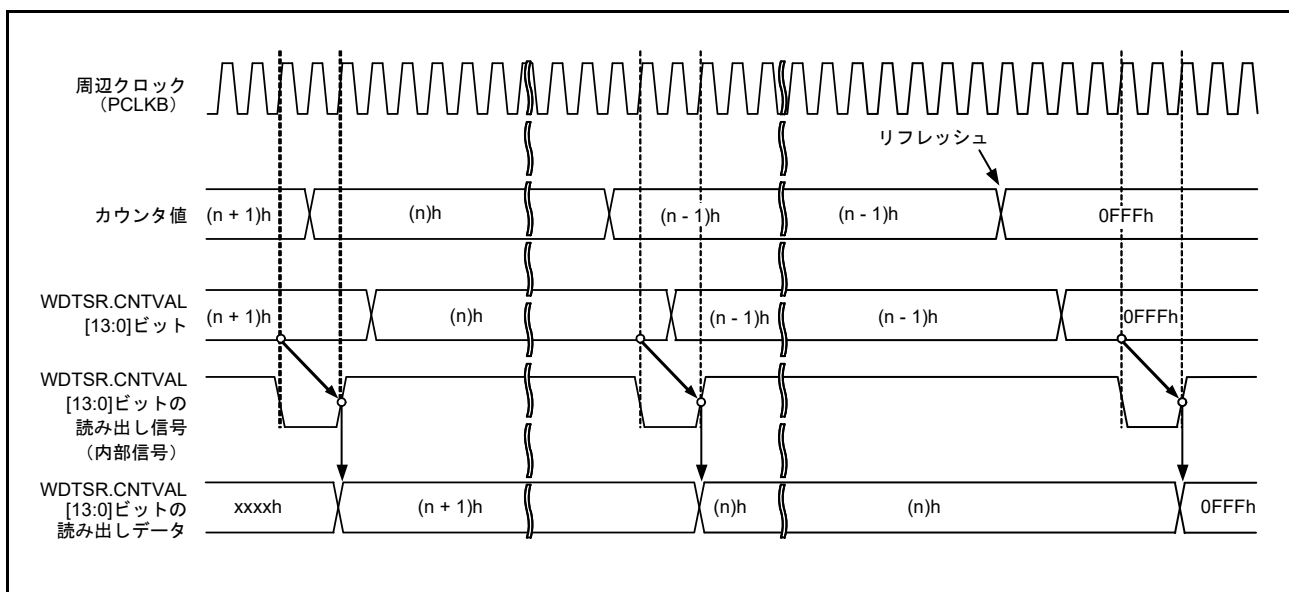 周辺クロック
（PCLKB）
リフレッシュ
カウンタ値
(n + 1)h
(n)h
(n - 1)h
(n - 1)h
0FFFh
WDTSR.CNTVAL
[13:0]ビット
(n + 1)h
(n)h
(n - 1)h
(n - 1)h
0FFFh
WDTSR.CNTVAL
[13:0]ビットの
読み出し信号
（内部信号）
WDTSR.CNTVAL
[13:0]ビットの
読み出しデータ
xxxxh
(n + 1)h
(n)h
(n)h
0FFFh